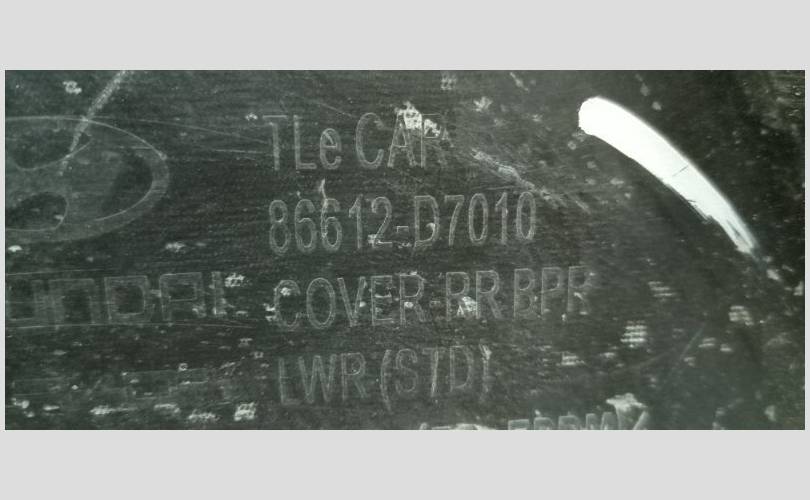 TLe CAR
86612-D7010
HYUNDAI
COVER-RR BPR
LWR (STD)